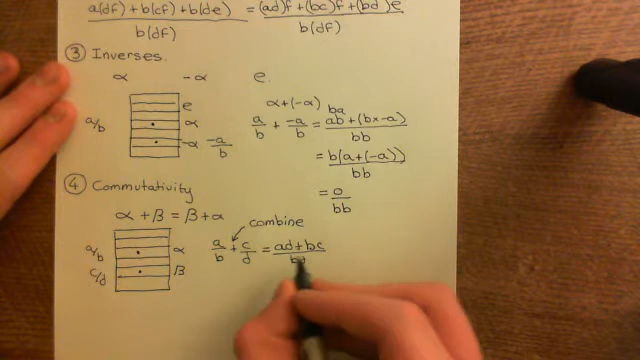 a(df) + b(cf) + b(de) / b(df) = (ad)f + (bc)f + (bd)e / b(df)
③ Inverses.
α -α e.
e
α+(-α)
a/b α
ba
a/b + -a/b = ab + (b×-a) / bb
-α -a/b
= b(a+(-a)) / bb
④ Commutativity
= 0 / bb
α + β = β + α
combine
a/b α
a/b + c/d = ad + bc / bd
c/d β